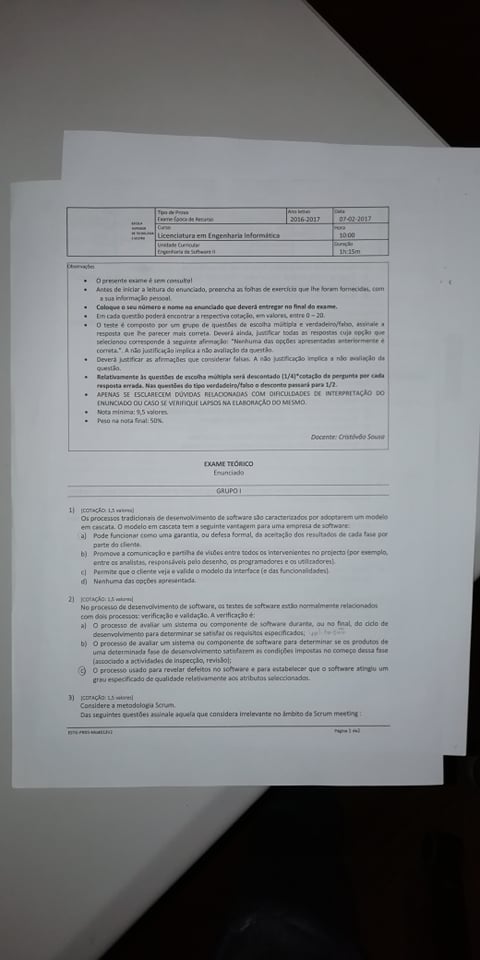 ESCOLA
SUPERIOR
DE TECNOLOGIA
E GESTÃO
Tipo de Prova
Exame Época de Recurso
Ano letivo
2016-2017
Data
07-02-2017
Curso
Licenciatura em Engenharia Informática
Hora
10:00
Unidade Curricular
Engenharia de Software II
Duração
1h:15m
Observações
• O presente exame é sem consulta!
• Antes de iniciar a leitura do enunciado, preencha as folhas de exercício que lhe foram fornecidas, com
a sua informação pessoal.
• Coloque o seu número e nome no enunciado que deverá entregar no final do exame.
• Em cada questão poderá encontrar a respectiva cotação, em valores, entre 0 – 20.
• O teste é composto por um grupo de questões de escolha múltipla e verdadeiro/falso, assinale a
resposta que lhe parecer mais correta. Deverá ainda, justificar todas as respostas cuja opção que
selecionou corresponde à seguinte afirmação: "Nenhuma das opções apresentadas anteriormente é
correta.". A não justificação implica a não avaliação da questão.
• Deverá justificar as afirmações que considerar falsas. A não justificação implica a não avaliação da
questão.
• Relativamente às questões de escolha múltipla será descontado (1/4)*cotação da pergunta por cada
resposta errada. Nas questões do tipo verdadeiro/falso o desconto passará para 1/2.
• APENAS SE ESCLARECEM DÚVIDAS RELACIONADAS COM DIFICULDADES DE INTERPRETAÇÃO DO
ENUNCIADO OU CASO SE VERIFIQUE LAPSOS NA ELABORAÇÃO DO MESMO.
• Nota mínima: 9,5 valores.
• Peso na nota final: 50%.
Docente: Cristóvão Sousa
EXAME TEÓRICO
Enunciado
GRUPO I
1) [COTAÇÃO: 1,5 valores]
Os processos tradicionais de desenvolvimento de software são caracterizados por adoptarem um modelo
em cascata. O modelo em cascata tem a seguinte vantagem para uma empresa de software:
a) Pode funcionar como uma garantia, ou defesa formal, da aceitação dos resultados de cada fase por
parte do cliente.
b) Promove a comunicação e partilha de visões entre todos os intervenientes no projecto (por exemplo,
entre os analistas, responsáveis pelo desenho, os programadores e os utilizadores).
c) Permite que o cliente veja e valide o modelo da interface (e das funcionalidades).
d) Nenhuma das opções apresentada.
2) [COTAÇÃO: 1,5 valores]
No processo de desenvolvimento de software, os testes de software estão normalmente relacionados
com dois processos: verificação e validação. A verificação é:
a) O processo de avaliar um sistema ou componente de software durante, ou no final, do ciclo de
desenvolvimento para determinar se satisfaz os requisitos especificados;
b) O processo de avaliar um sistema ou componente de software para determinar se os produtos de
uma determinada fase de desenvolvimento satisfazem as condições impostas no começo dessa fase
(associado a actividades de inspecção, revisão);
c) O processo usado para revelar defeitos no software e para estabelecer que o software atingiu um
grau especificado de qualidade relativamente aos atributos selecionados.
3) [COTAÇÃO: 1,5 valores]
Considere a metodologia Scrum.
Das seguintes questões assinale aquela que considera irrelevante no âmbito da Scrum meeting :
Página 1 de2